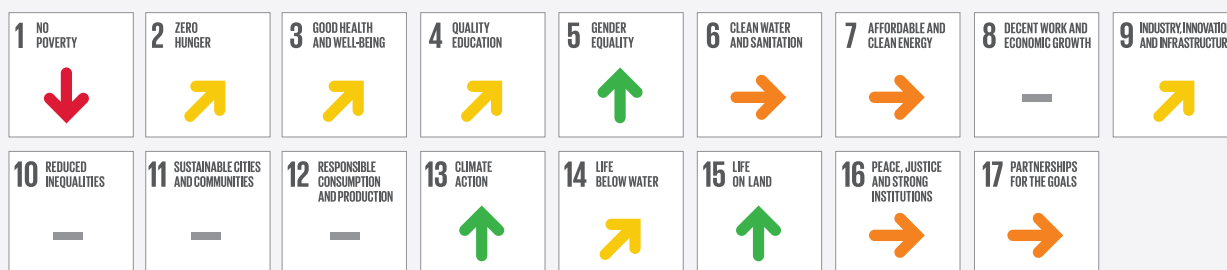 1 NO
POVERTY
2 ZERO
HUNGER
3 GOOD HEALTH
AND WELL-BEING
4 QUALITY
EDUCATION
5 GENDER
EQUALITY
6 CLEAN WATER
AND SANITATION
7 AFFORDABLE AND
CLEAN ENERGY
8 DECENT WORK AND
ECONOMIC GROWTH
9 INDUSTRY, INNOVATIO
AND INFRASTRUCTUR
10 REDUCED
INEQUALITIES
11 SUSTAINABLE CITIES
AND COMMUNITIES
12 RESPONSIBLE
CONSUMPTION
AND PRODUCTION
13 CLIMATE
ACTION
14 LIFE
BELOW WATER
15 LIFE
ON LAND
16 PEACE, JUSTICE
AND STRONG
INSTITUTIONS
17 PARTNERSHIPS
FOR THE GOALS